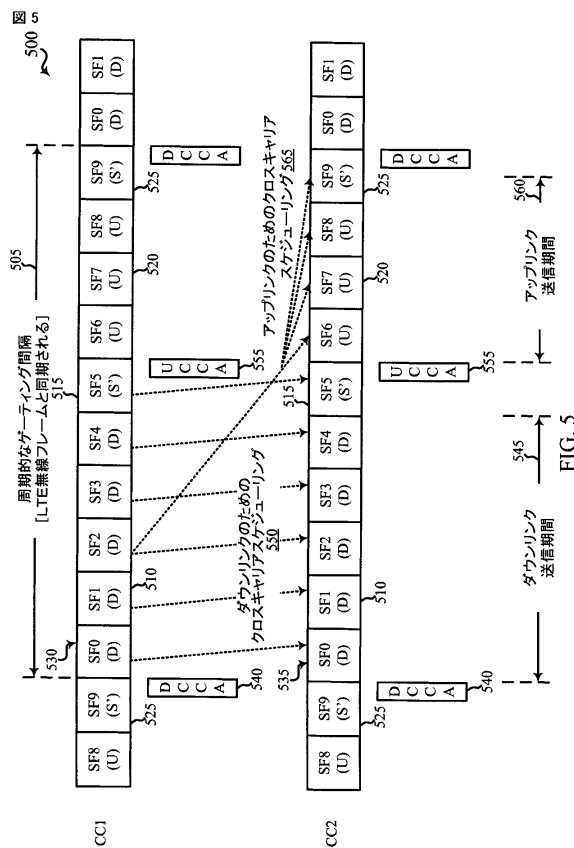 図 5
500
周期的なゲーティング間隔
[LTE無線フレームと同期される]
505
515
530
CC1
SF8 (U)
SF9 (S')
SF0 (D)
SF1 (D)
SF2 (D)
SF3 (D)
SF4 (D)
SF5 (S')
SF6 (U)
SF7 (U)
SF8 (U)
SF9 (S')
SF0 (D)
SF1 (D)
525
510
520
525
DCCA
540
UCCA
555
DCCA
ダウンリンクのための
クロスキャリアスケジューリング 550
アップリンクのためのクロスキャリア
スケジューリング 565
535
515
CC2
SF8 (U)
SF9 (S')
SF0 (D)
SF1 (D)
SF2 (D)
SF3 (D)
SF4 (D)
SF5 (S')
SF6 (U)
SF7 (U)
SF8 (U)
SF9 (S')
SF0 (D)
SF1 (D)
525
510
520
525
DCCA
540
UCCA
555
DCCA
545
ダウンリンク
送信期間
560
アップリンク
送信期間
FIG. 5